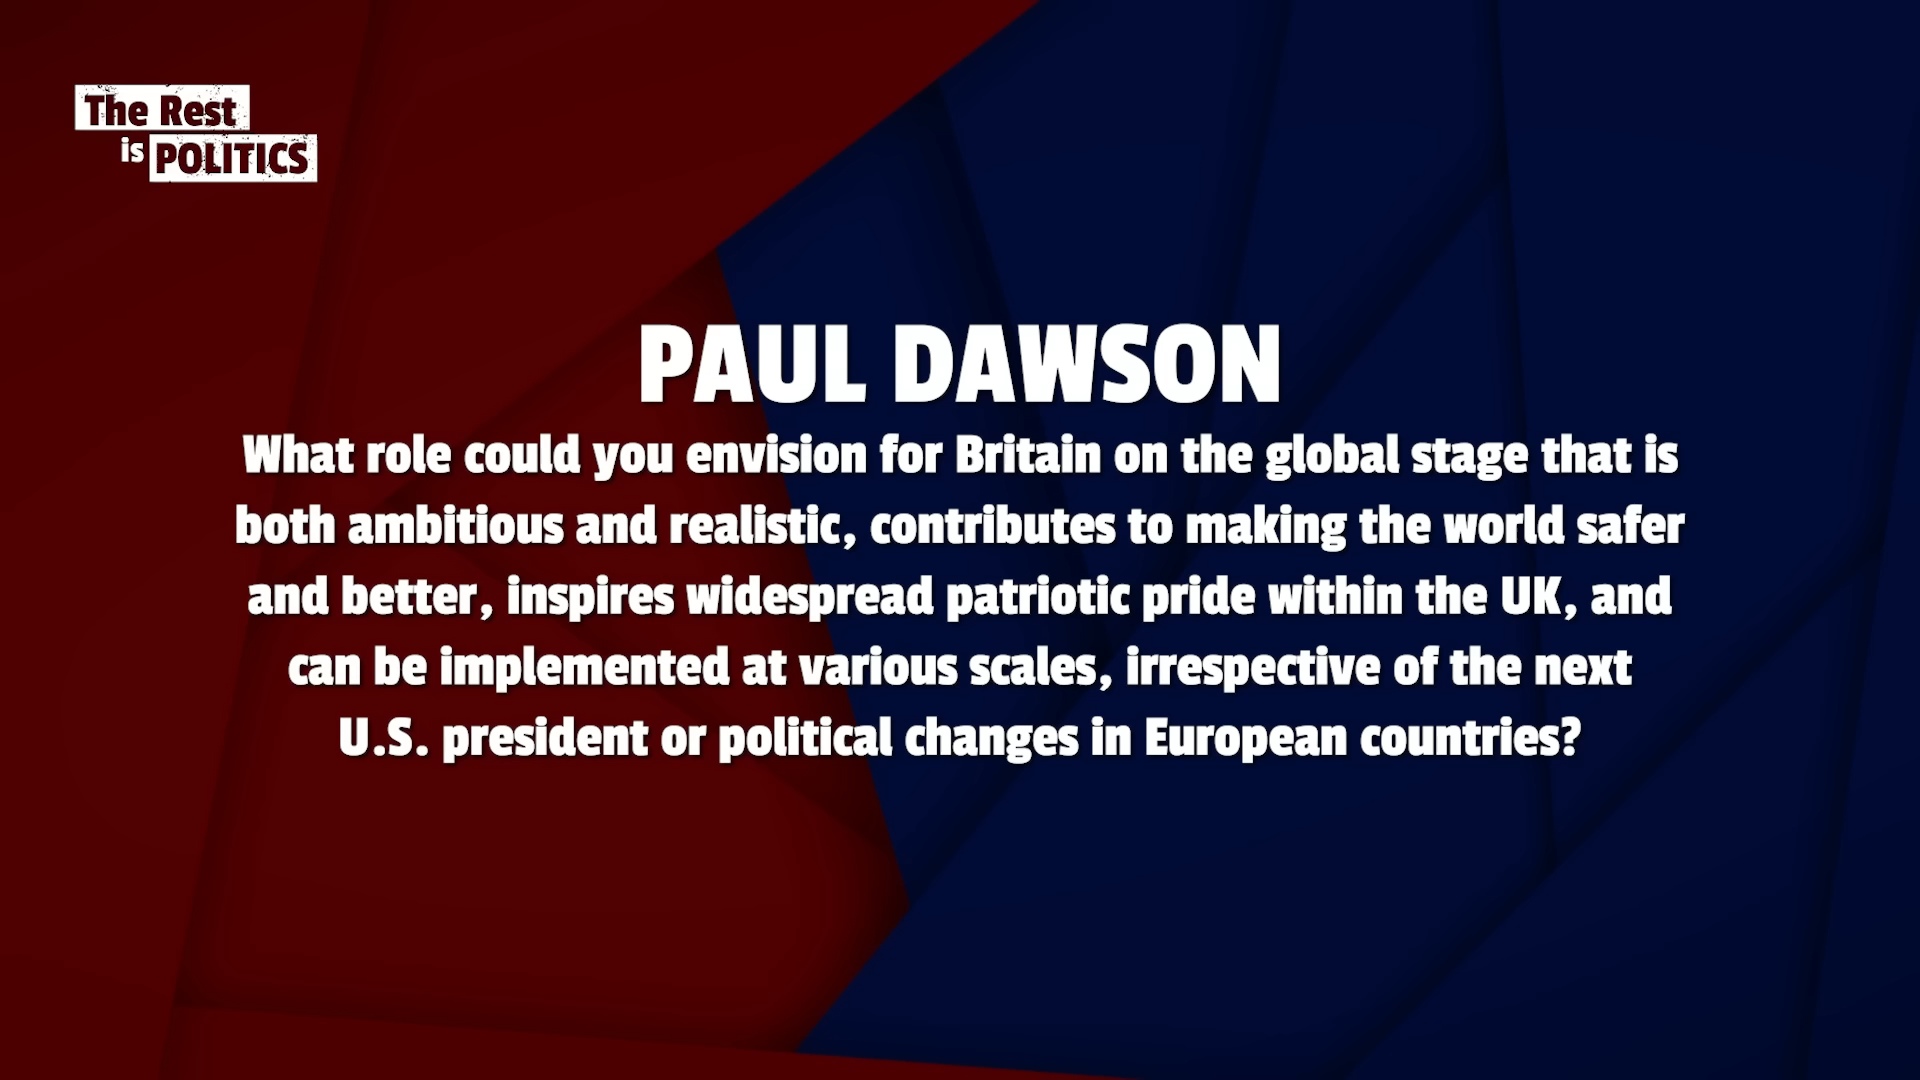 The Rest
is POLITICS
PAUL DAWSON
What role could you envision for Britain on the global stage that is
both ambitious and realistic, contributes to making the world safer
and better, inspires widespread patriotic pride within the UK, and
can be implemented at various scales, irrespective of the next
U.S. president or political changes in European countries?